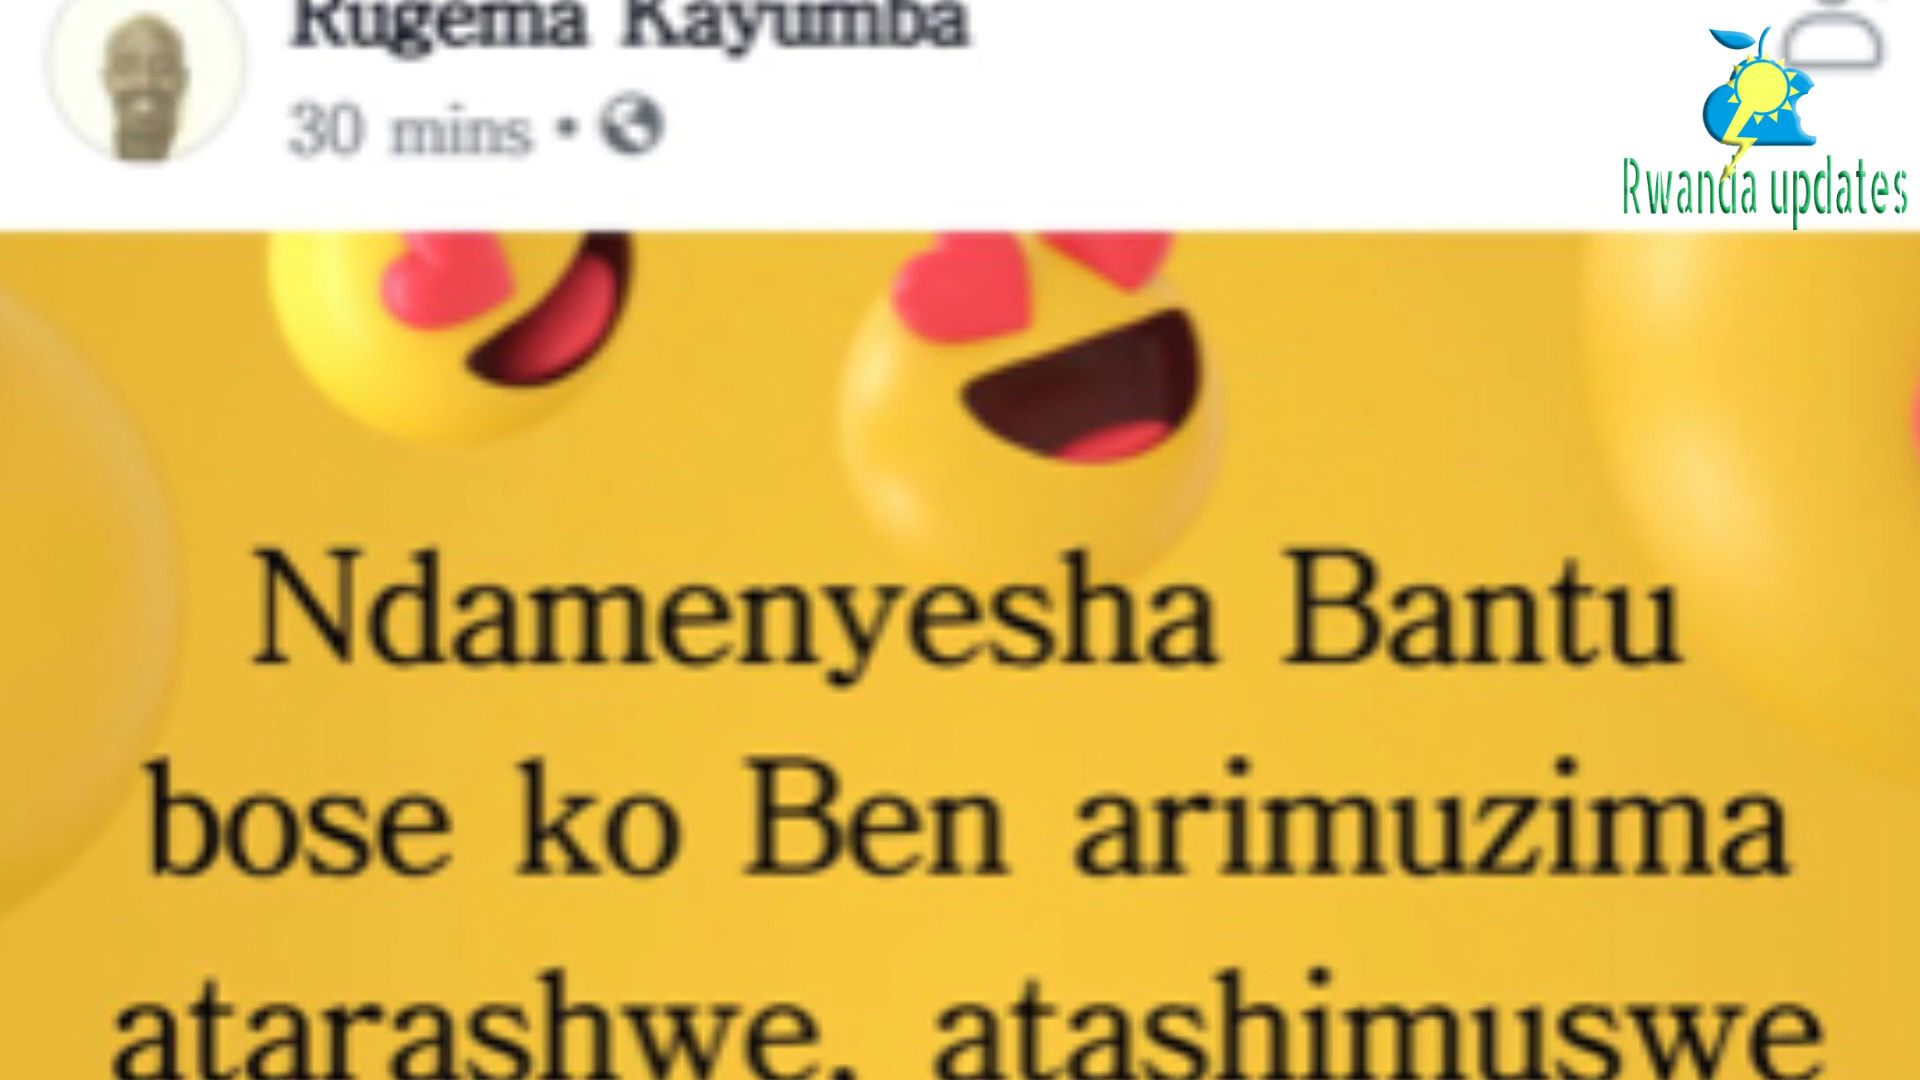 Rugema Kayumba
30 mins •
Rwanda updates
Ndamenyesha Bantu
bose ko Ben arimuzima
atarashwe, atashimuswe